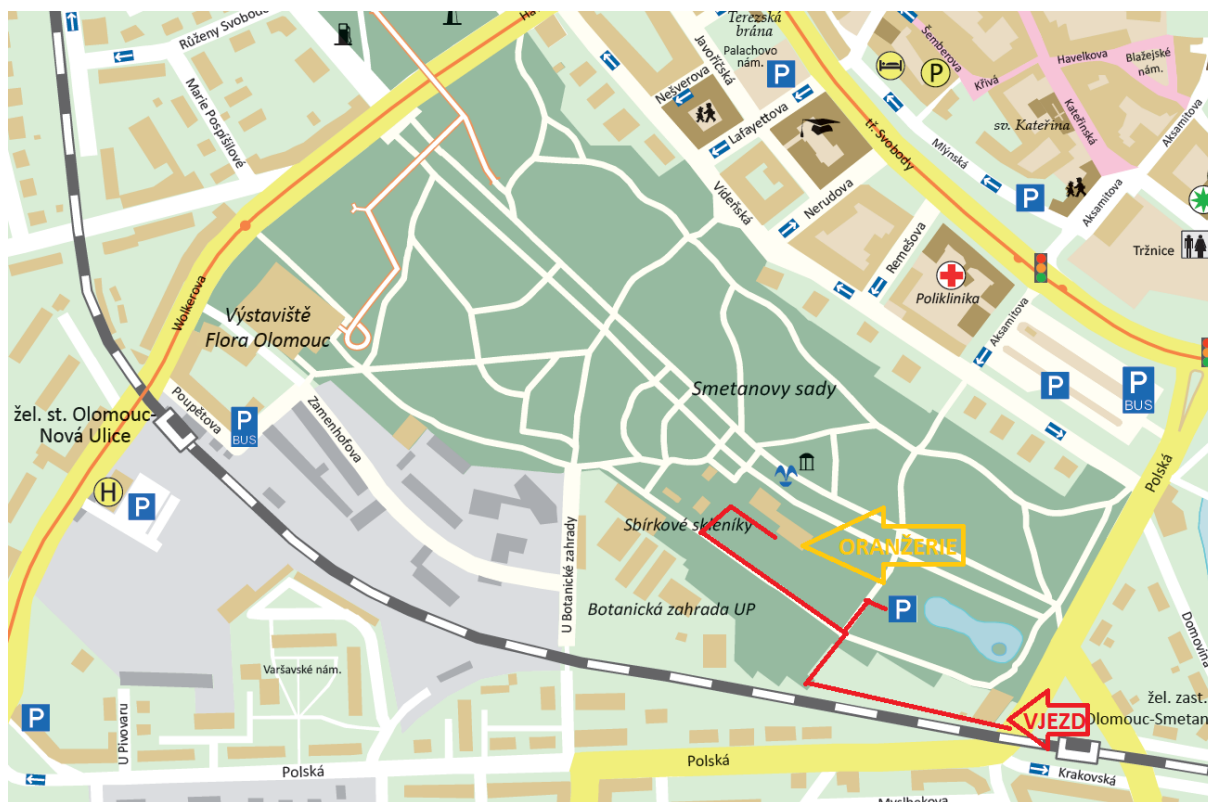 Růženy Svobodové
Marie Pospíšilové
Terezská
brána
Palachovo
nám.
P
Javoříčská
Nešverova
Lafayettova
Nerudova
Vídeňská
Remešova
tř. Svobody
Šemberova
P
Křivá
Havelkova
Blažejské
nám.
Kateřinská
sv. Kateřina
Aksamitova
Mlýnská
P
Aksamitova
Tržnice
Poliklinika
Aksamitova
P
P
BUS
Polská
Wolkerova
Výstaviště
Flora Olomouc
Smetanovy sady
Poupětova
žel. st. Olomouc-
Nová Ulice
P
BUS
Zamenhofova
H
P
Sbírkové skleníky
ORANŽERIE
U Botanické zahrady
Botanická zahrada UP
P
Domovina
Varšavské nám.
žel. zast.
VJEZD
Olomouc-Smetan
P
U Pivovaru
Polská
Polská
Krakovská
Myslbekova